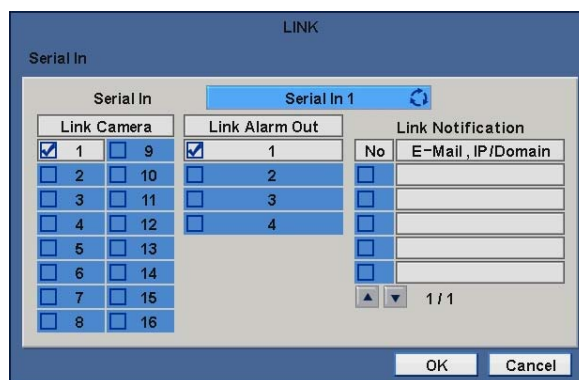 LINK
Serial In
Serial In Serial In 1
Link Camera Link Alarm Out Link Notification
1 9 1 No E-Mail , IP/Domain
2 10 2
3 11 3
4 12 4
5 13
6 14
7 15 1 / 1
8 16
OK Cancel